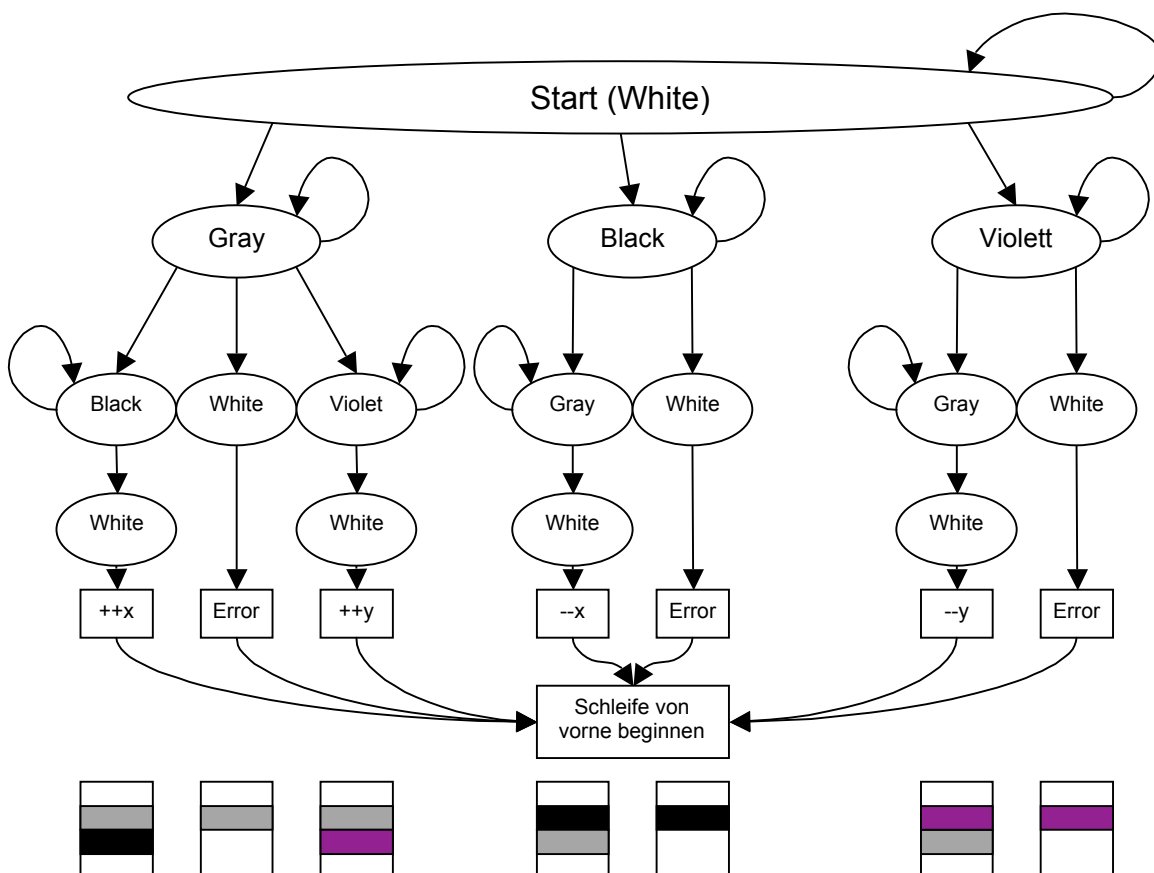 Start (White)
Gray
Black
Violett
Black
White
Violet
Gray
White
Gray
White
White
White
White
White
++x
Error
++y
--x
Error
--y
Error
Schleife von
vorne beginnen